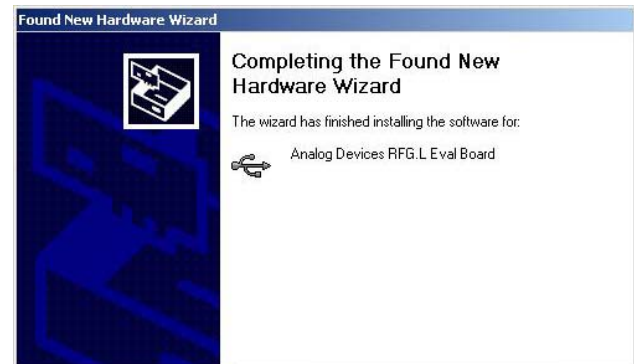 Found New Hardware Wizard
Completing the Found New
Hardware Wizard
The wizard has finished installing the software for:
Analog Devices RFG.L Eval Board